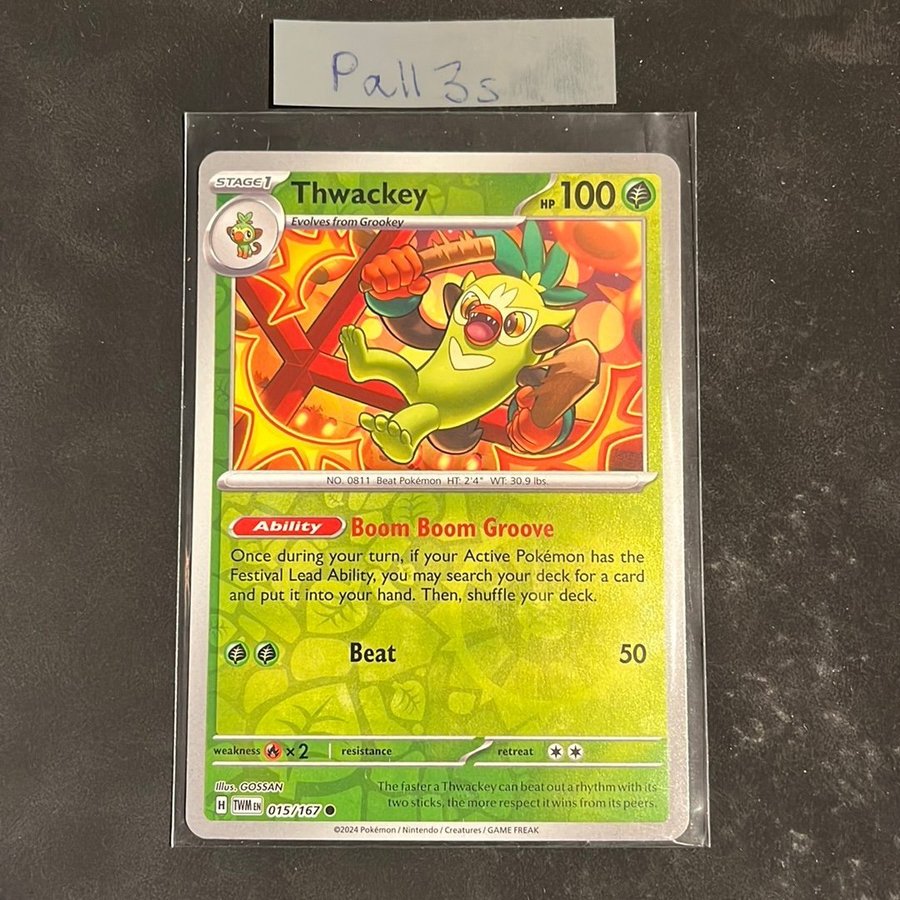 Pall 3s
STAGE 1
Thwackey
HP 100
Evolves from Grookey
NO. 0811 Beat Pokémon HT: 2'4" WT: 30.9 lbs.
Ability Boom Boom Groove
Once during your turn, if your Active Pokémon has the
Festival Lead Ability, you may search your deck for a card
and put it into your hand. Then, shuffle your deck.
Beat 50
weakness ×2 resistance retreat
Illus. GOSSAN
The faster a Thwackey can beat out a rhythm with its
two sticks, the more respect it wins from its peers.
H TWM EN 015/167
©2024 Pokémon / Nintendo / Creatures / GAME FREAK